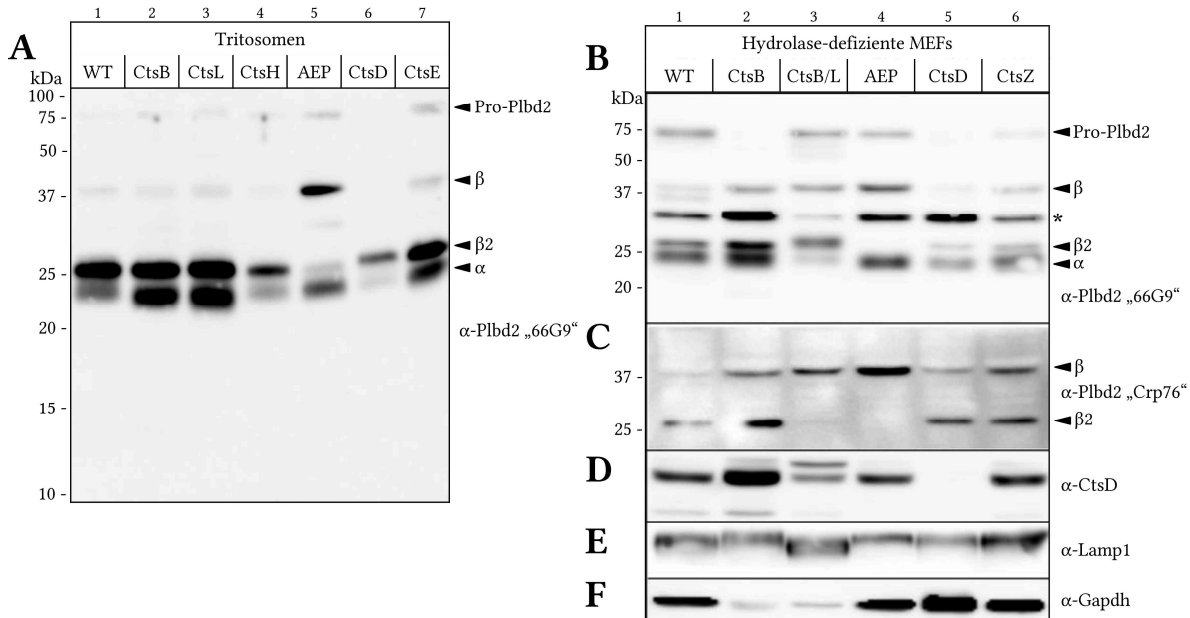 A
1 2 3 4 5 6 7
Tritosomen
WT CtsB CtsL CtsH AEP CtsD CtsE
kDa
100 -
75 -
50 -
37 -
25 -
20 -
15 -
10 -
Pro-Plbd2
β
β2
α
α-Plbd2 „66G9“
B
1 2 3 4 5 6
Hydrolase-defiziente MEFs
WT CtsB CtsB/L AEP CtsD CtsZ
kDa
75 -
50 -
37 -
25 -
20 -
Pro-Plbd2
β
*
β2
α
α-Plbd2 „66G9“
C
37 -
25 -
β
α-Plbd2 „Crp76“
β2
D
α-CtsD
E
α-Lamp1
F
α-Gapdh